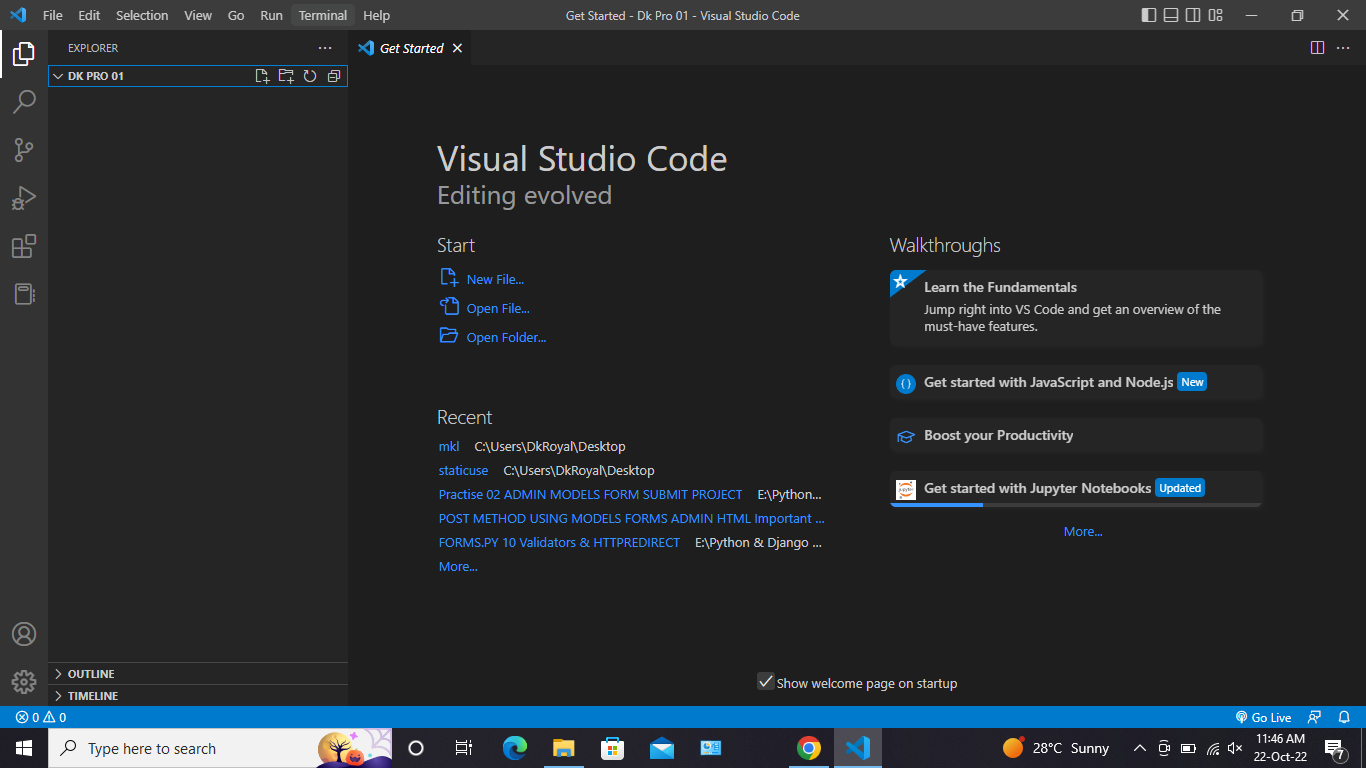 File Edit Selection View Go Run Terminal Help
Get Started - Dk Pro 01 - Visual Studio Code
EXPLORER
DK PRO 01
OUTLINE
TIMELINE
Get Started
Visual Studio Code
Editing evolved
Start
New File...
Open File...
Open Folder...
Recent
mkl C:\Users\DkRoyal\Desktop
staticuse C:\Users\DkRoyal\Desktop
Practise 02 ADMIN MODELS FORM SUBMIT PROJECT E:\Python...
POST METHOD USING MODELS FORMS ADMIN HTML Important ...
FORMS.PY 10 Validators & HTTPREDIRECT E:\Python & Django ...
More...
Walkthroughs
Learn the Fundamentals
Jump right into VS Code and get an overview of the
must-have features.
Get started with JavaScript and Node.js New
Boost your Productivity
Get started with Jupyter Notebooks Updated
More...
Show welcome page on startup
0 0
Go Live
Type here to search
28°C Sunny
11:46 AM
22-Oct-22
7